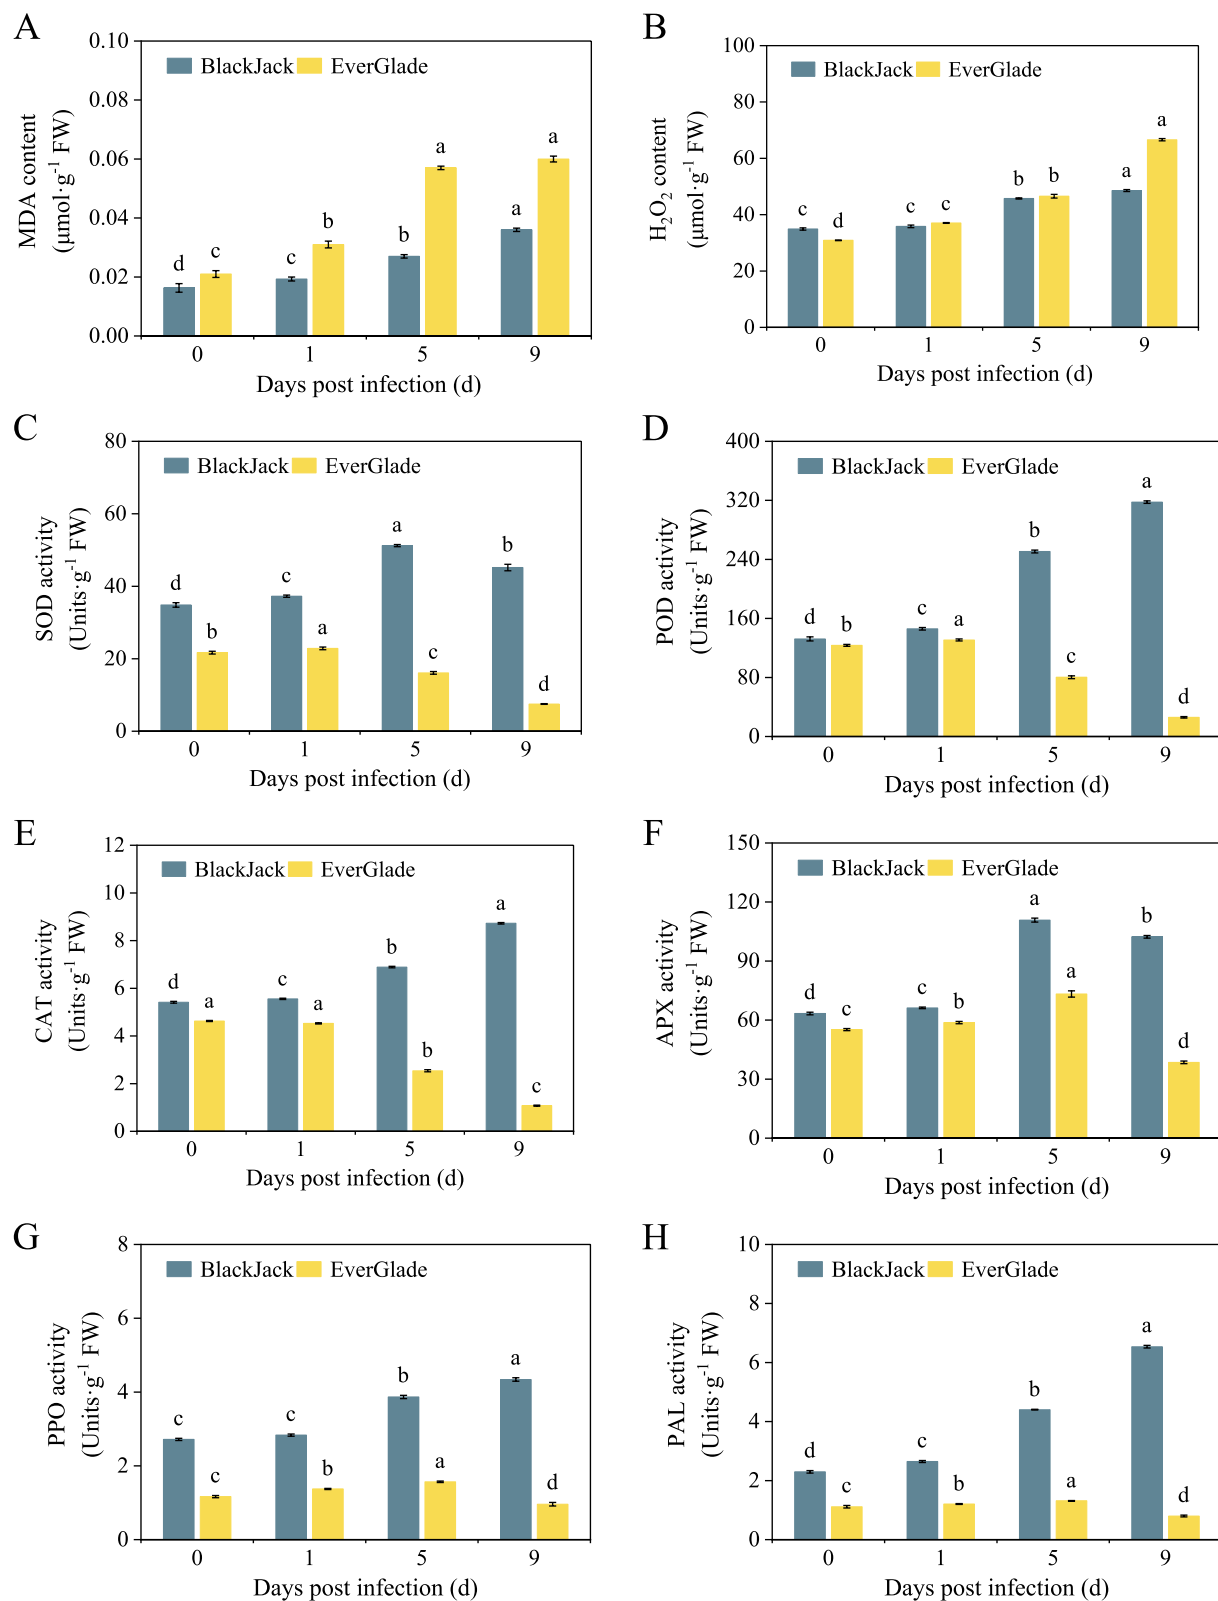 A
MDA content
(μmol·g⁻¹ FW)
0.10
0.08
0.06
0.04
0.02
0.00
BlackJack EverGlade
d c c b b a a a
0 1 5 9
Days post infection (d)
B
H₂O₂ content
(μmol·g⁻¹ FW)
100
80
60
40
20
0
BlackJack EverGlade
c d c c b b a a
0 1 5 9
Days post infection (d)
C
SOD activity
(Units·g⁻¹ FW)
80
60
40
20
0
BlackJack EverGlade
d b c a a c b d
0 1 5 9
Days post infection (d)
D
POD activity
(Units·g⁻¹ FW)
400
320
240
160
80
0
BlackJack EverGlade
d b c a b c a d
0 1 5 9
Days post infection (d)
E
CAT activity
(Units·g⁻¹ FW)
12
10
8
6
4
2
0
BlackJack EverGlade
d a c a b b a c
0 1 5 9
Days post infection (d)
F
APX activity
(Units·g⁻¹ FW)
150
120
90
60
30
0
BlackJack EverGlade
d c c b a a b d
0 1 5 9
Days post infection (d)
G
PPO activity
(Units·g⁻¹ FW)
8
6
4
2
0
BlackJack EverGlade
c c c b b a a d
0 1 5 9
Days post infection (d)
H
PAL activity
(Units·g⁻¹ FW)
10
8
6
4
2
0
BlackJack EverGlade
d c c b b a a d
0 1 5 9
Days post infection (d)